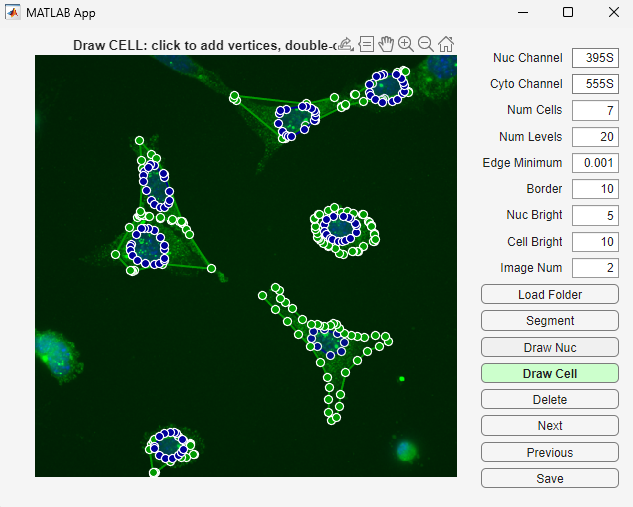 MATLAB App
Draw CELL: click to add vertices, double-c
Nuc Channel 395S
Cyto Channel 555S
Num Cells 7
Num Levels 20
Edge Minimum 0.001
Border 10
Nuc Bright 5
Cell Bright 10
Image Num 2
Load Folder
Segment
Draw Nuc
Draw Cell
Delete
Next
Previous
Save